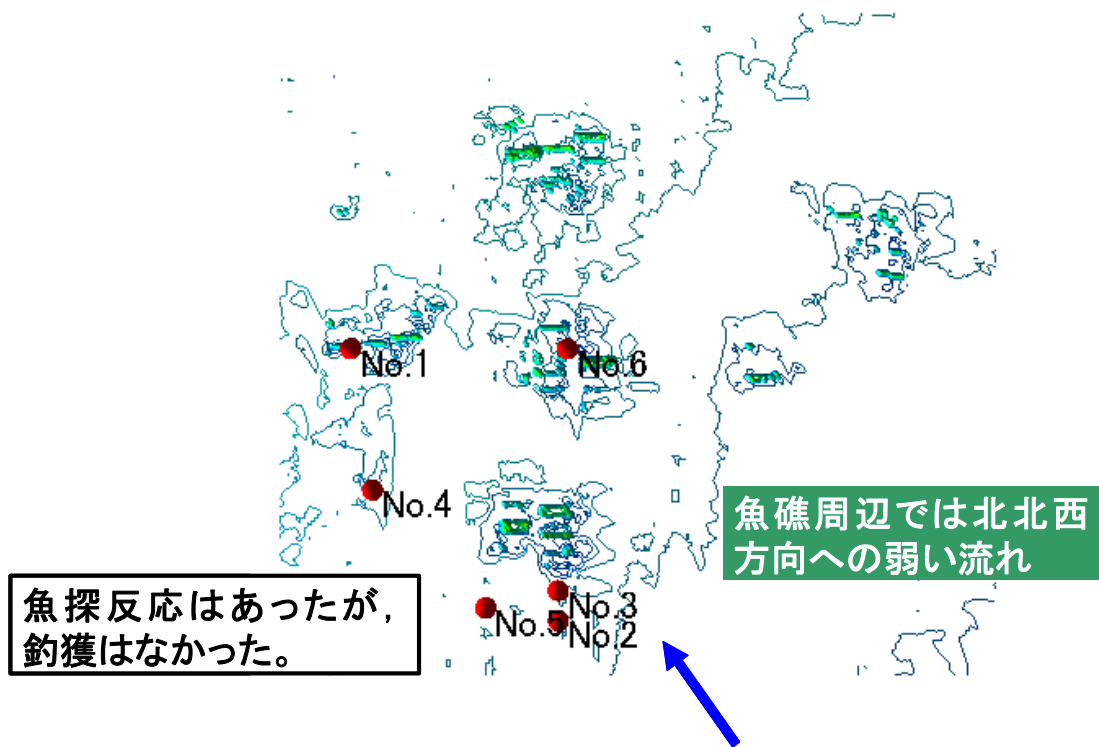 No.1
No.6
No.4
魚礁周辺では北北西
方向への弱い流れ
魚探反応はあったが，
釣獲はなかった。
No.3
No.5
No.2